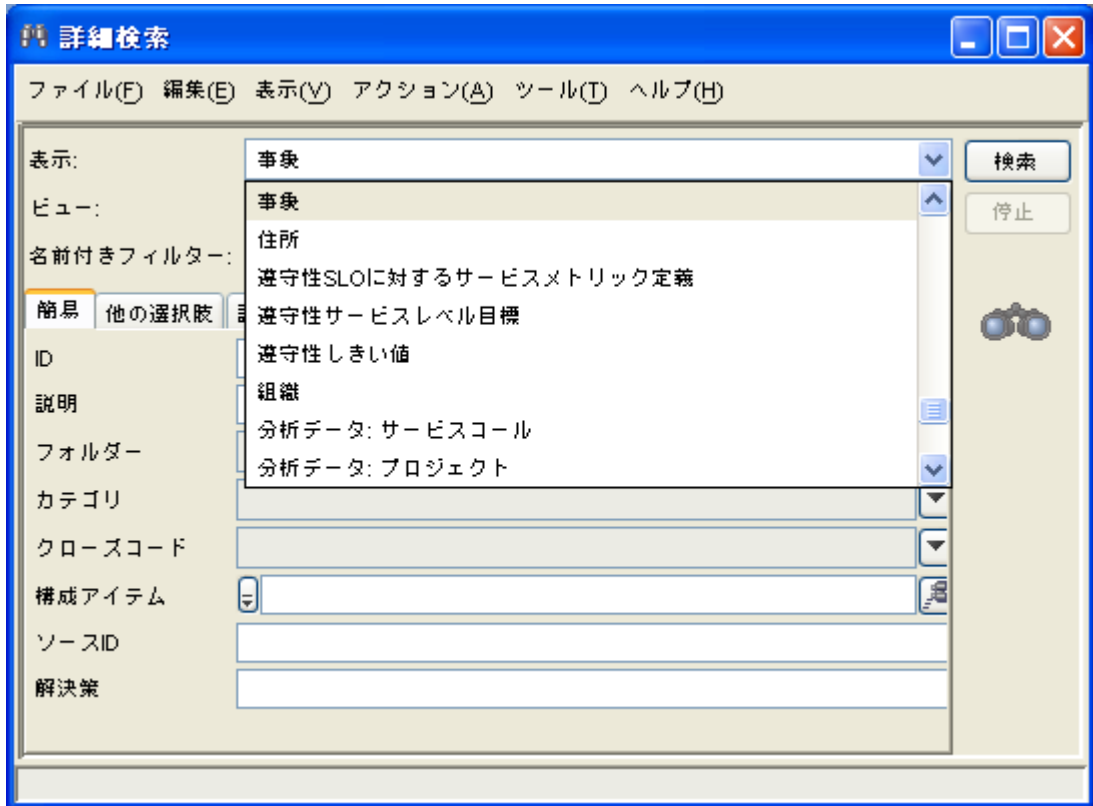 詳細検索
ファイル(F) 編集(E) 表示(V) アクション(A) ツール(T) ヘルプ(H)
表示: 事象 検索
事象
ビュー: 停止
住所
名前付きフィルター:
遵守性SLOに対するサービスメトリック定義
簡易 他の選択肢
遵守性サービスレベル目標
遵守性しきい値
ID
組織
説明
分析データ: サービスコール
フォルダー
分析データ: プロジェクト
カテゴリ
クローズコード
構成アイテム
ソースID
解決策